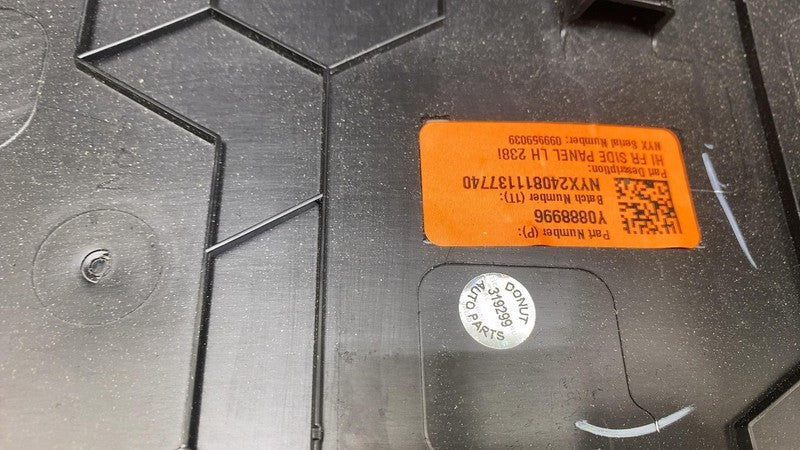 Part Number (P):
Y0888996
Batch Number (1T):
NYX240811137740
Part Description:
HI FR SIDE PANEL LH 238I
NYX Serial Number: 099959039
DONUT
319299
AUTO PARTS